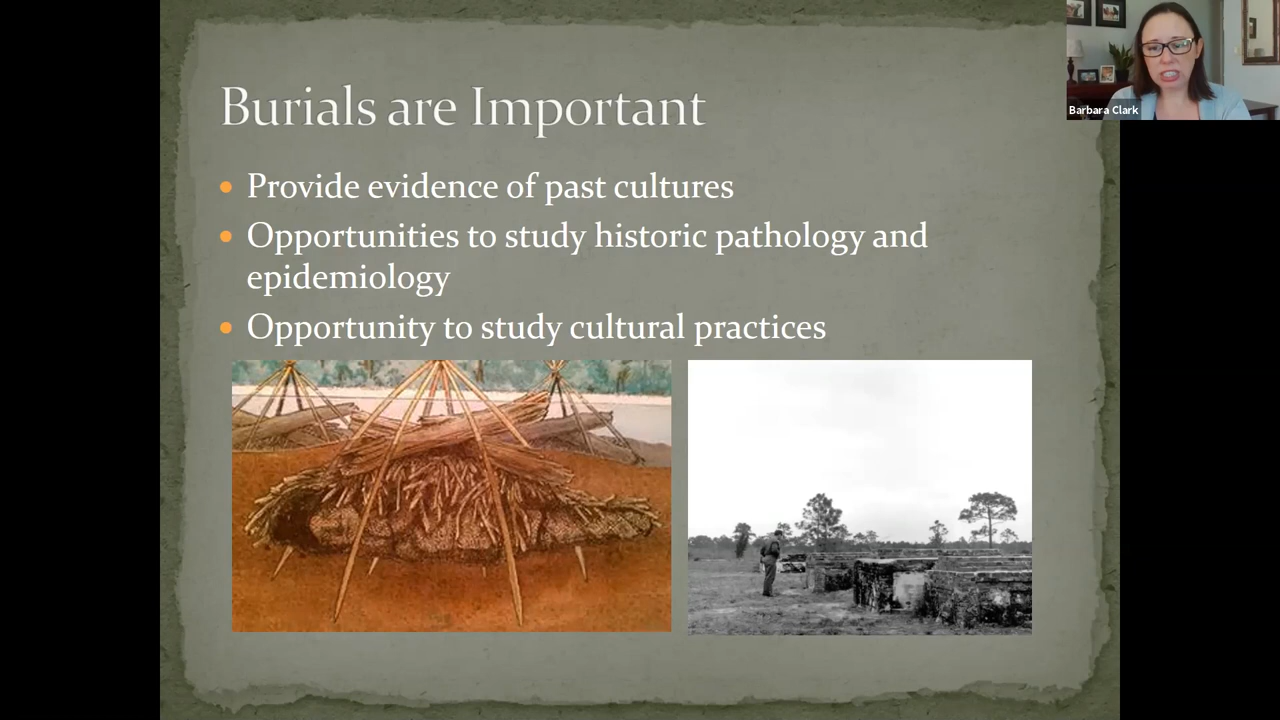 Burials are Important
Provide evidence of past cultures
Opportunities to study historic pathology and
epidemiology
Opportunity to study cultural practices
Barbara Clark